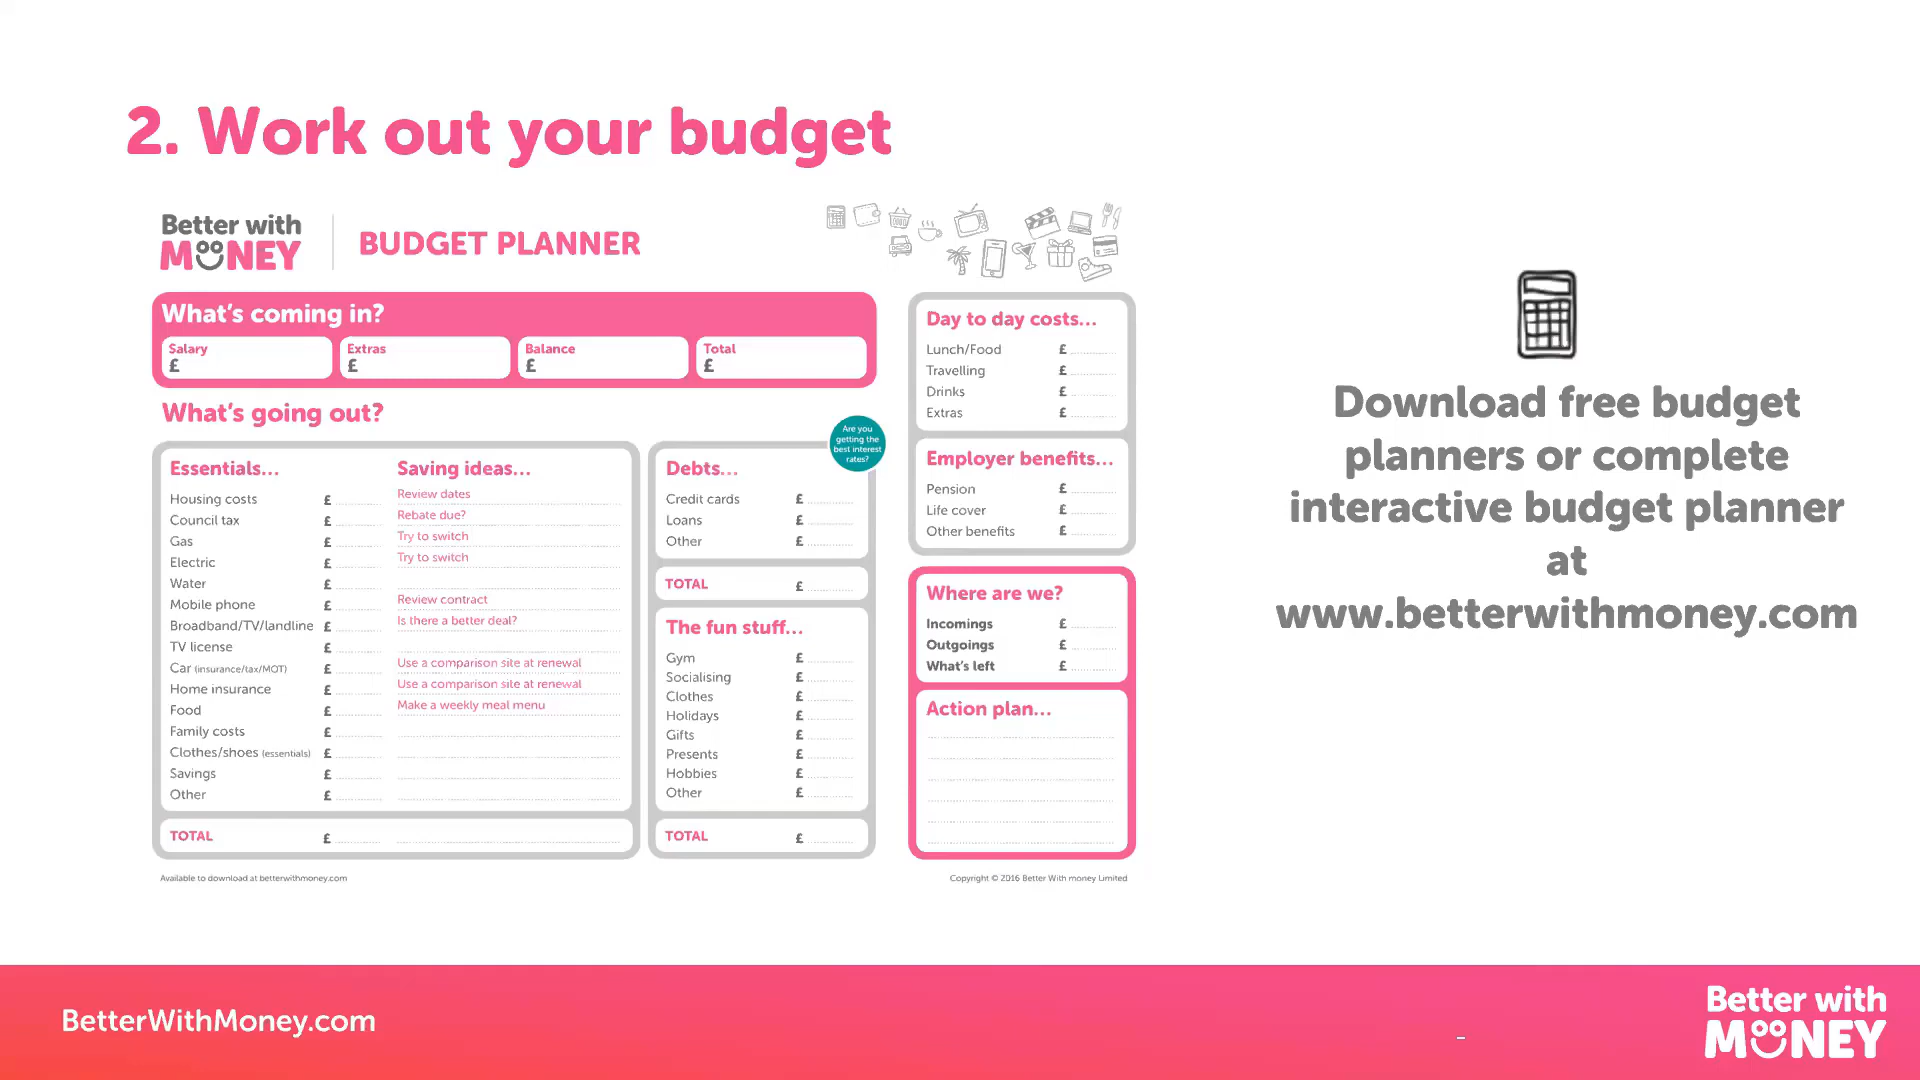 2. Work out your budget
Better with
MONEY
BUDGET PLANNER
What's coming in?
Salary
£
Extras
£
Balance
£
Total
£
What's going out?
Essentials...
Saving ideas...
Housing costs £ Review dates
Council tax £ Rebate due?
Gas £ Try to switch
Electric £ Try to switch
Water £
Mobile phone £ Review contract
Broadband/TV/landline £ Is there a better deal?
TV license £
Car (insurance/tax/MOT) £ Use a comparison site at renewal
Home insurance £ Use a comparison site at renewal
Food £ Make a weekly meal menu
Family costs £
Clothes/shoes (essentials) £
Savings £
Other £
TOTAL £
Are you
getting the
best interest
rates?
Debts...
Credit cards £
Loans £
Other £
TOTAL £
The fun stuff...
Gym £
Socialising £
Clothes £
Holidays £
Gifts £
Presents £
Hobbies £
Other £
TOTAL £
Day to day costs...
Lunch/Food £
Travelling £
Drinks £
Extras £
Employer benefits...
Pension £
Life cover £
Other benefits £
Where are we?
Incomings £
Outgoings £
What's left £
Action plan...
Available to download at betterwithmoney.com
Copyright © 2016 Better With money Limited
Download free budget
planners or complete
interactive budget planner
at
www.betterwithmoney.com
BetterWithMoney.com
-
Better with
MONEY